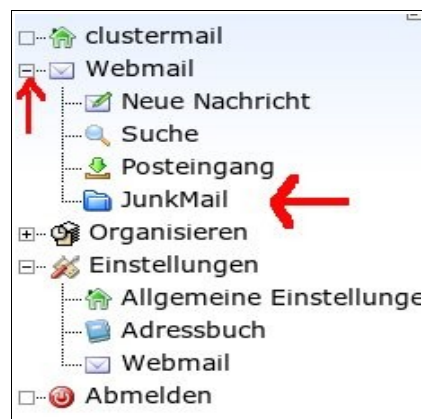 clustermail
Webmail
Neue Nachricht
Suche
Posteingang
JunkMail
Organisieren
Einstellungen
Allgemeine Einstellunge
Adressbuch
Webmail
Abmelden